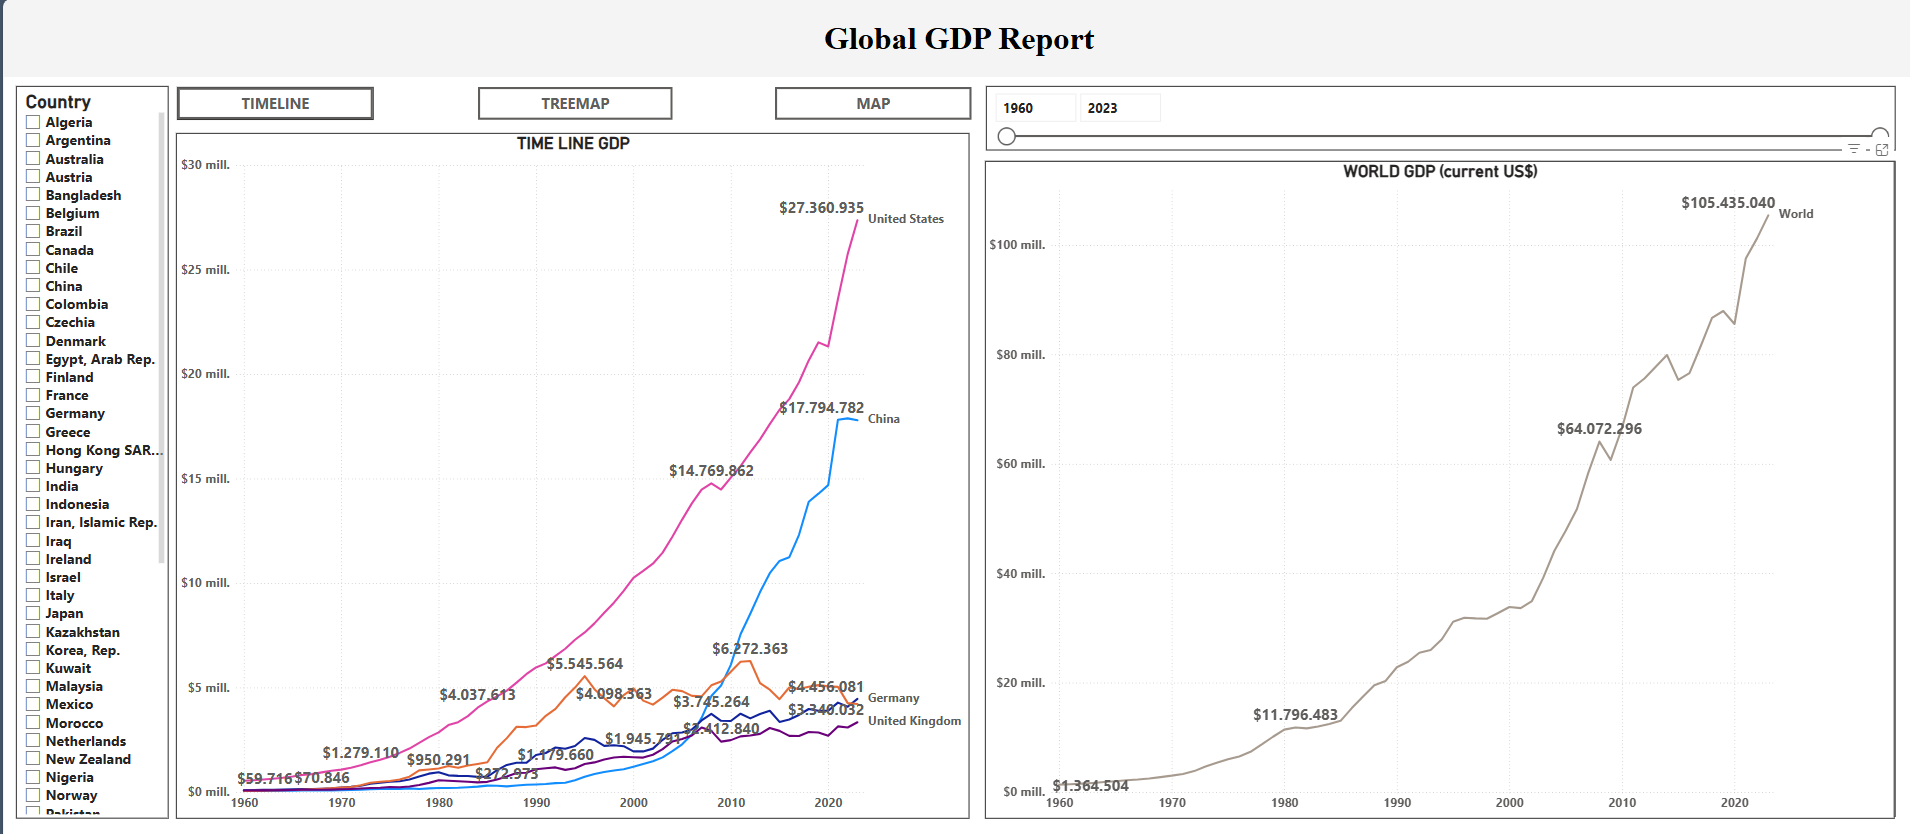 Global GDP Report
Country
Algeria
Argentina
Australia
Austria
Bangladesh
Belgium
Brazil
Canada
Chile
China
Colombia
Czechia
Denmark
Egypt, Arab Rep.
Finland
France
Germany
Greece
Hong Kong SAR...
Hungary
India
Indonesia
Iran, Islamic Rep.
Iraq
Ireland
Israel
Italy
Japan
Kazakhstan
Korea, Rep.
Kuwait
Malaysia
Mexico
Morocco
Netherlands
New Zealand
Nigeria
Norway
Pakistan
TIMELINE
TREEMAP
MAP
TIME LINE GDP
$30 mill.
$25 mill.
$20 mill.
$15 mill.
$10 mill.
$5 mill.
$0 mill.
$27.360.935
United States
$17.794.782
China
$14.769.862
$6.272.363
$5.545.564
$4.037.613
$4.098.363
$4.456.081
Germany
$3.745.264
$3.340.032
United Kingdom
$2.412.840
$1.945.791
$1.279.110
$1.179.660
$950.291
$272.973
$59.716
$70.846
1960 1970 1980 1990 2000 2010 2020
1960 2023
WORLD GDP (current US$)
$105.435.040
World
$100 mill.
$80 mill.
$64.072.296
$60 mill.
$40 mill.
$20 mill.
$11.796.483
$0 mill.
$1.364.504
1960 1970 1980 1990 2000 2010 2020